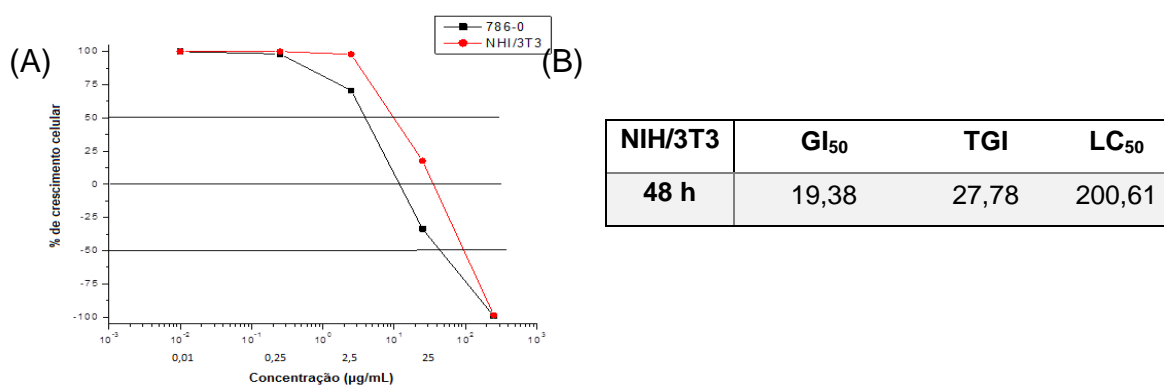 (A)
786-0
NHI/3T3
% de crescimento celular
100
75
50
25
0
-25
-50
-75
-100
10⁻³ 10⁻² 10⁻¹ 10⁰ 10¹ 10² 10³
0,01 0,25 2,5 25
Concentração (µg/mL)
(B)
NIH/3T3 GI₅₀ TGI LC₅₀
48 h 19,38 27,78 200,61